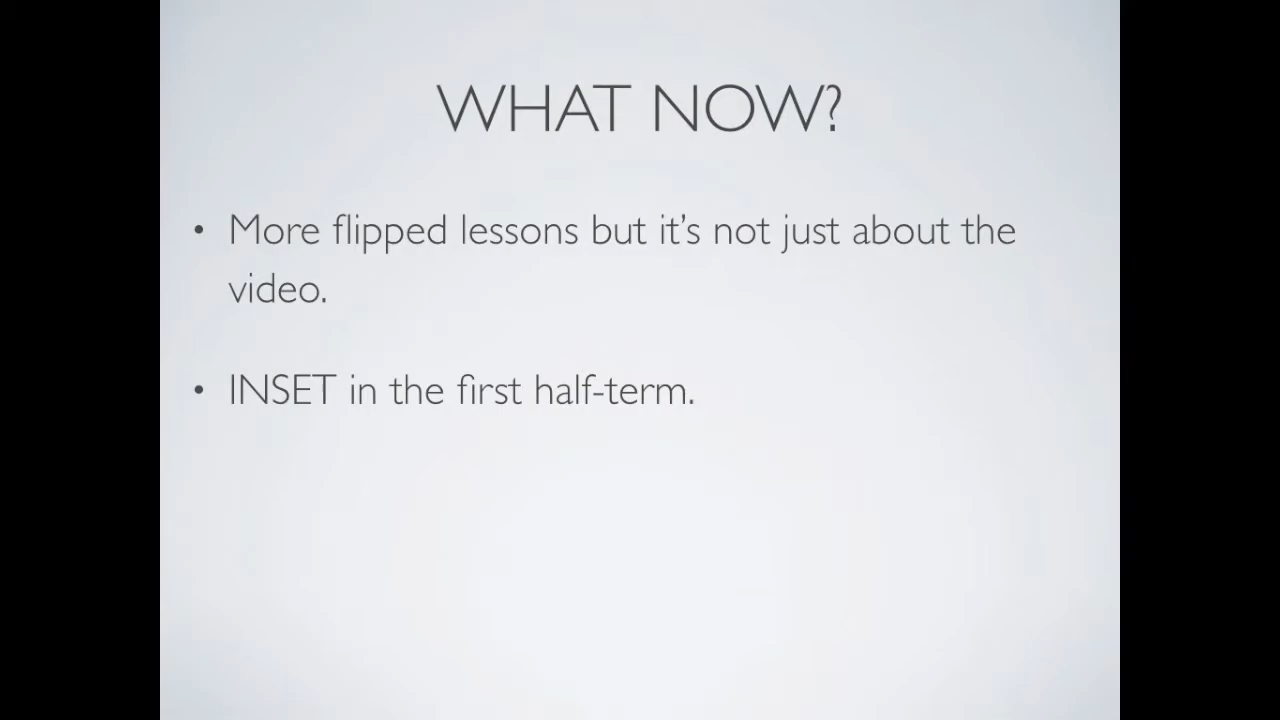 WHAT NOW?
• More flipped lessons but it’s not just about the
video.
• INSET in the first half-term.